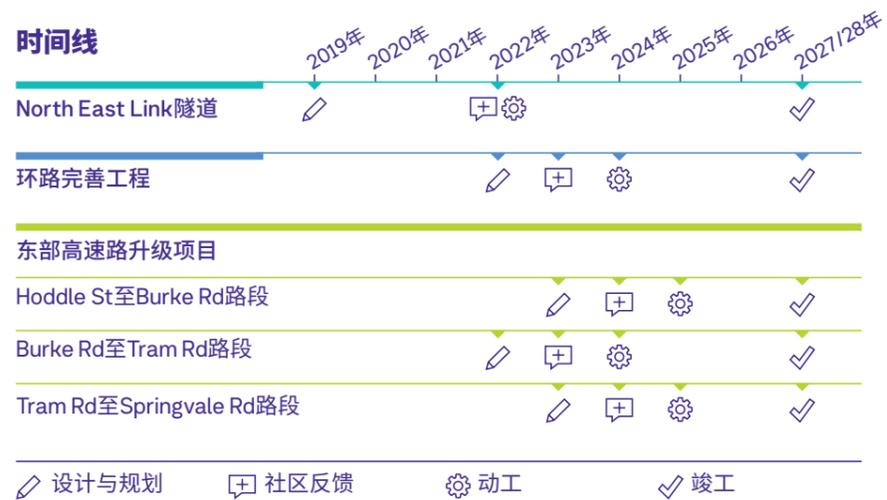 时间线
2019年 2020年 2021年 2022年 2023年 2024年 2025年 2026年 2027/28年
North East Link隧道
环路完善工程
东部高速路升级项目
Hoddle St至Burke Rd路段
Burke Rd至Tram Rd路段
Tram Rd至Springvale Rd路段
设计与规划 社区反馈 动工 竣工